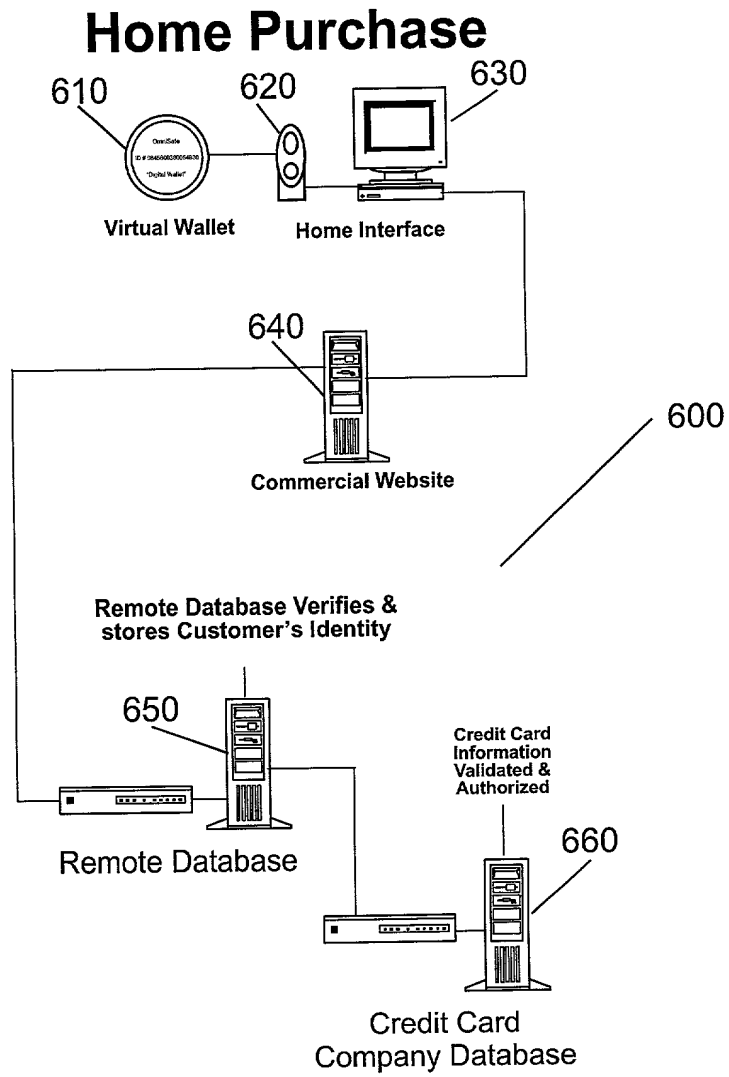 Home Purchase
610
620
630
OmniSafe
"Digital Wallet"
Virtual Wallet
Home Interface
640
Commercial Website
600
Remote Database Verifies &
stores Customer's Identity
650
Credit Card
Information
Validated &
Authorized
660
Remote Database
Credit Card
Company Database